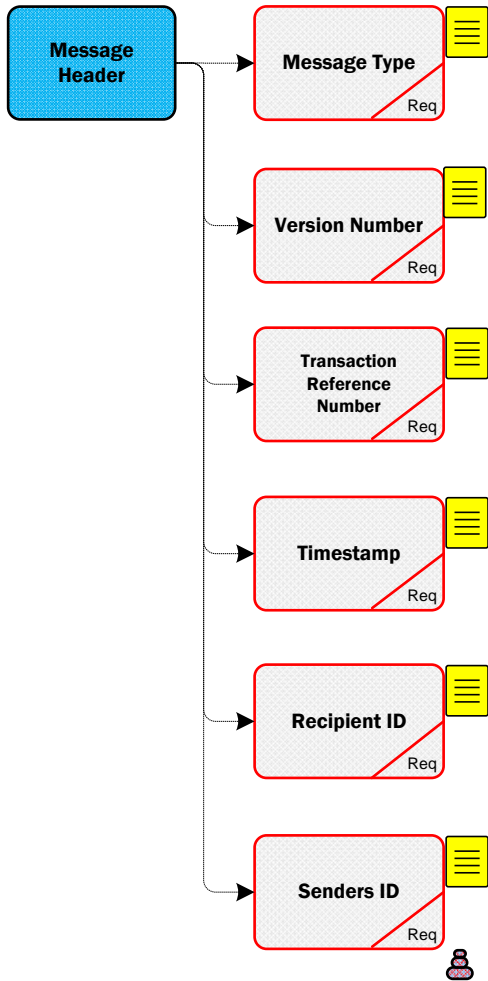 Message
Header
Message Type
Req
Version Number
Req
Transaction
Reference
Number
Req
Timestamp
Req
Recipient ID
Req
Senders ID
Req